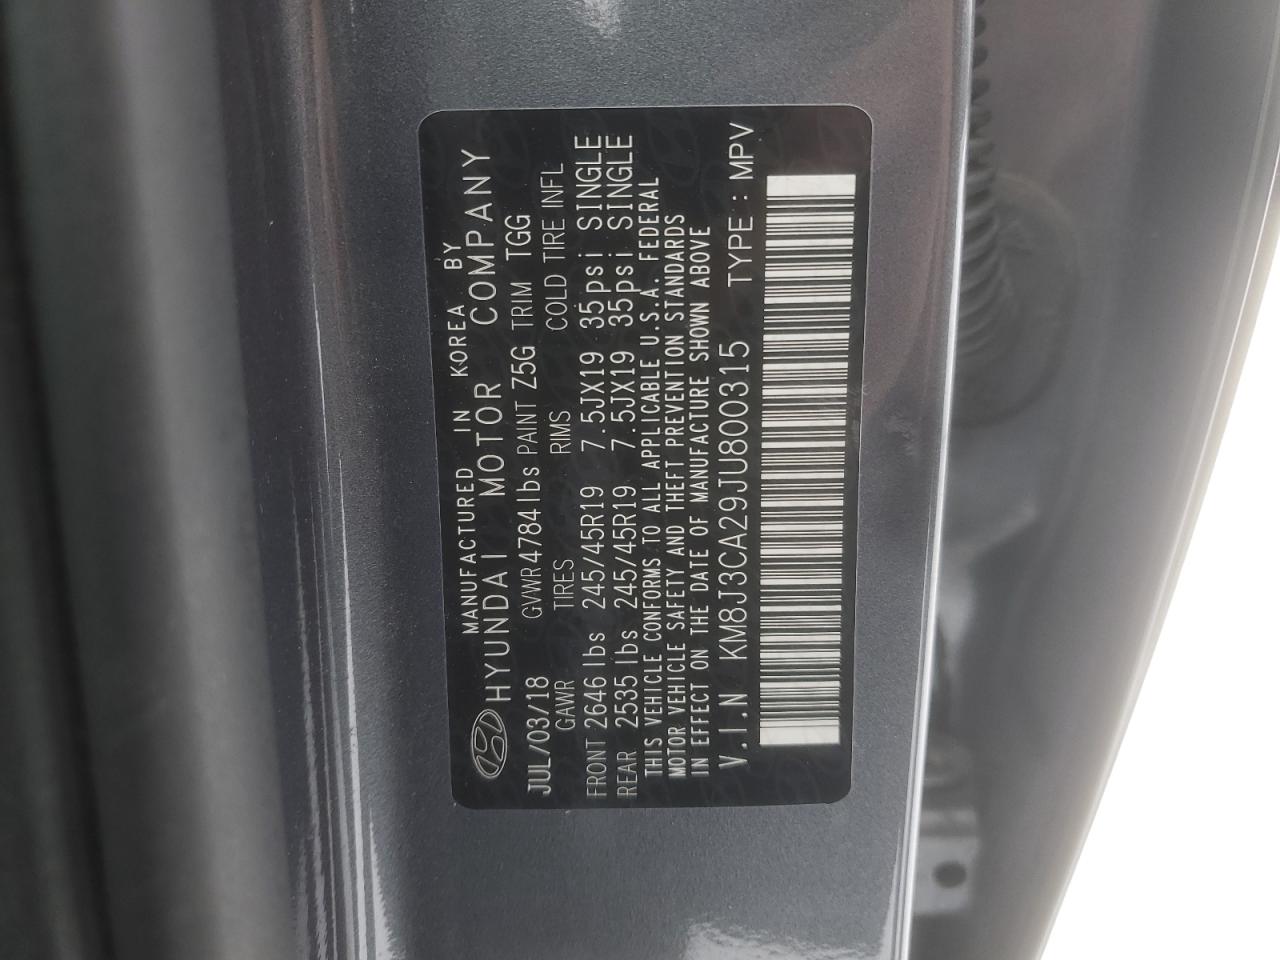 MANUFACTURED IN KOREA BY
HYUNDAI MOTOR COMPANY
JUL/03/18 GVWR 4784 lbs PAINT Z5G TRIM TGG
GAWR TIRES RIMS COLD TIRE INFL
FRONT 2646 lbs 245/45R19 7.5JX19 35psi SINGLE
REAR 2535 lbs 245/45R19 7.5JX19 35psi SINGLE
THIS VEHICLE CONFORMS TO ALL APPLICABLE U.S.A. FEDERAL
MOTOR VEHICLE SAFETY AND THEFT PREVENTION STANDARDS
IN EFFECT ON THE DATE OF MANUFACTURE SHOWN ABOVE
V.I.N KM8J3CA29JU800315 TYPE : MPV